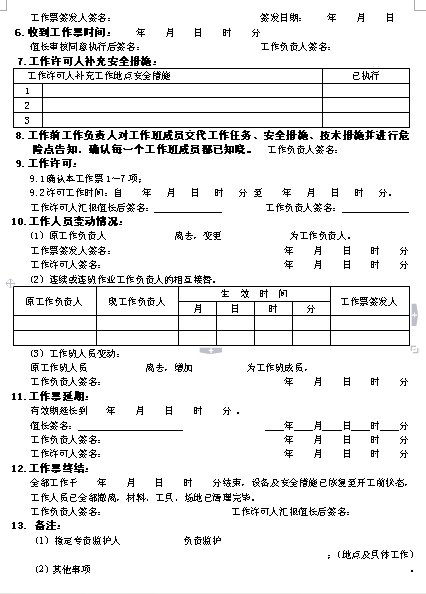 工作票签发人签名: 签发日期: 年 月 日
6. 收到工作票时间: 年 月 日 时 分
值长审核同意执行后签名: 工作负责人签名:
7. 工作许可人补充安全措施:
工作许可人补充工作地点安全措施 已执行
1
2
3
8. 工作前工作负责人对工作班成员交代工作任务、安全措施、技术措施并进行危
险点告知, 确认每一个工作班成员都已知晓。 工作负责人签名:
9. 工作许可:
9.1确认本工作票1~7项;
9.2许可工作时间: 自 年 月 日 时 分 至 年 月 日 时 分。
工作许可人汇报值长后签名: 工作负责人签名:
10. 工作人员变动情况:
(1) 原工作负责人 离去, 变更 为工作负责人。
工作票签发人签名: 年 月 日 时 分
工作许可人签名: 年 月 日 时 分
(2) 连续或连班作业工作负责人的相互接替。
原工作负责人 现工作负责人 生 效 时 间 工作票签发人
月 日 时 分
(3) 工作班人员变动:
原工作班人员 离去, 增加 为工作班成员,
工作负责人签名: 年 月 日 时 分
11. 工作票延期:
有效期延长到 年 月 日 时 分 。
值长签名: 年 月 日 时 分
工作负责人签名: 年 月 日 时 分
工作许可人签名: 年 月 日 时 分
12. 工作票终结:
全部工作于 年 月 日 时 分结束, 设备及安全措施已恢复至开工前状态,
工作人员已全部撤离, 材料、工具、场地已清理完毕。
工作负责人签名: 工作许可人汇报值长后签名:
13. 备注:
(1) 指定专责监护人 负责监护
; (地点及具体工作)
(2) 其他事项 。